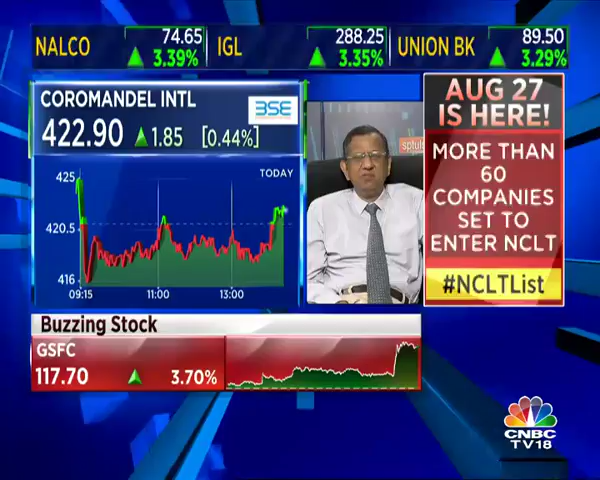 NALCO 74.65 3.39% IGL 288.25 3.35% UNION BK 89.50 3.29%
COROMANDEL INTL
BSE
422.90 1.85 [0.44%]
TODAY
425
420.5
416
09:15 11:00 13:00
AUG 27
IS HERE!
MORE THAN
60
COMPANIES
SET TO
ENTER NCLT
#NCLTList
Buzzing Stock
GSFC
117.70 3.70%
CNBC
TV18